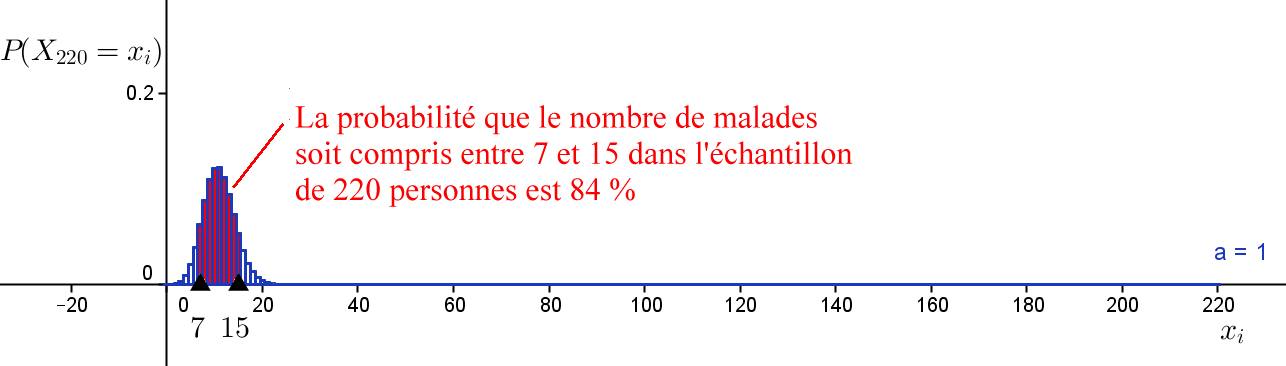 P(X₂₂₀ = xᵢ)
0.2
La probabilité que le nombre de malades
soit compris entre 7 et 15 dans l'échantillon
de 220 personnes est 84 %
a = 1
0
−20 0 20 40 60 80 100 120 140 160 180 200 220
7 15 xᵢ